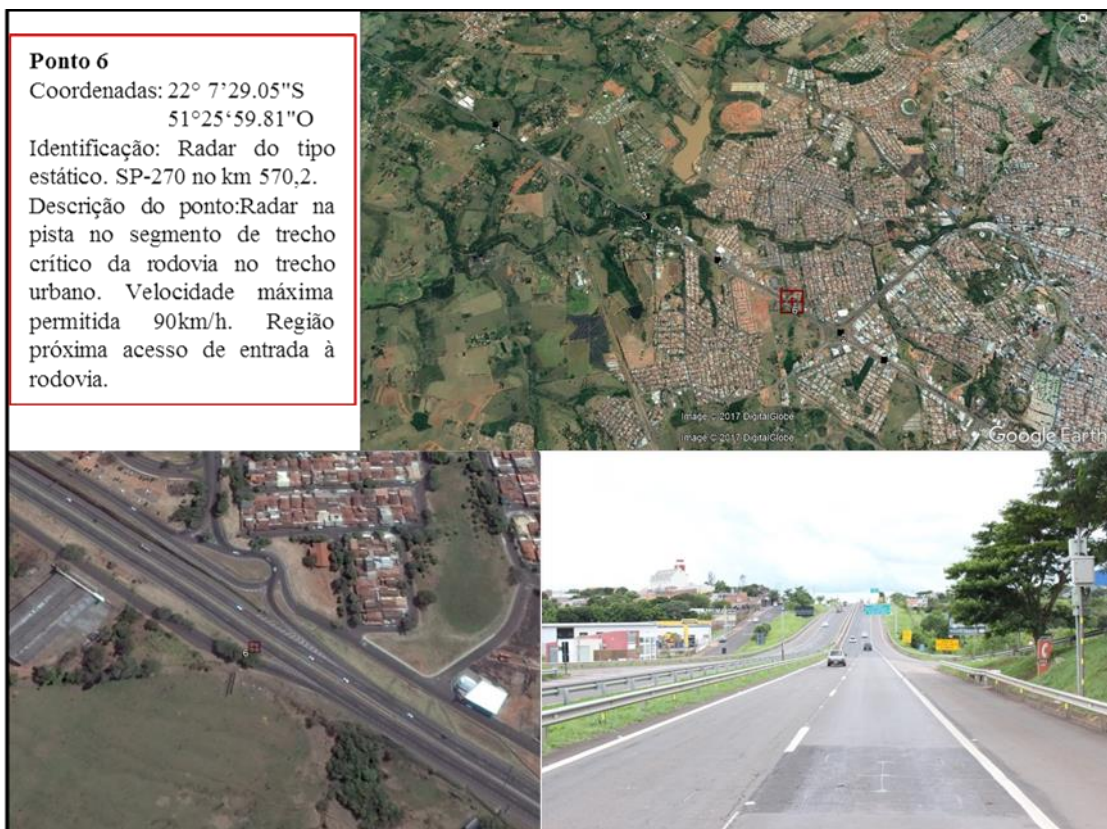 Ponto 6
Coordenadas: 22° 7’29.05"S
51°25‘59.81"O
Identificação: Radar do tipo
estático. SP-270 no km 570,2.
Descrição do ponto:Radar na
pista no segmento de trecho
crítico da rodovia no trecho
urbano. Velocidade máxima
permitida 90km/h. Região
próxima acesso de entrada à
rodovia.
3
6
Image © 2017 DigitalGlobe
Image © 2017 DigitalGlobe
Google Earth
6